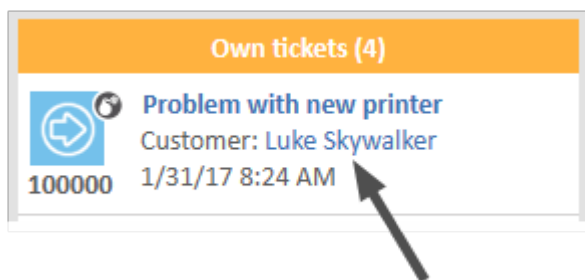 Own tickets (4)
Problem with new printer
Customer: Luke Skywalker
100000
1/31/17 8:24 AM